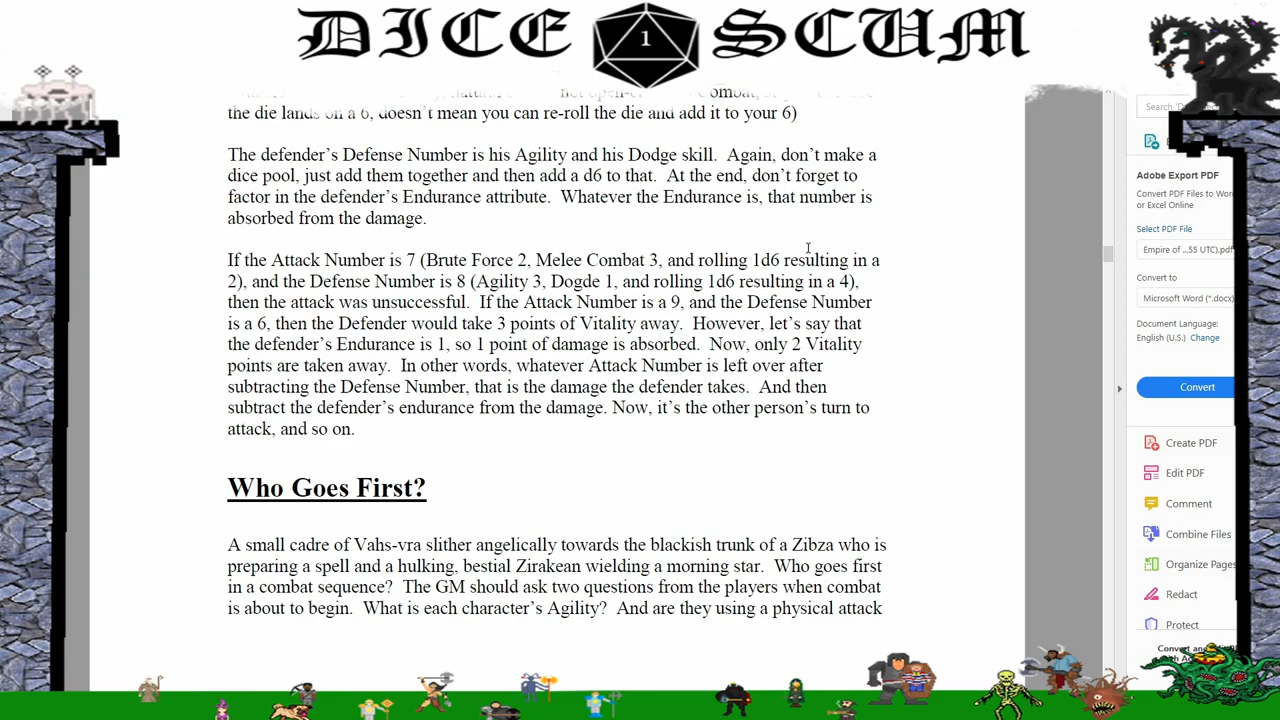 DICE 1 SCUM
the die lands on a 6, doesn't mean you can re-roll the die and add it to your 6)
The defender's Defense Number is his Agility and his Dodge skill. Again, don't make a
dice pool, just add them together and then add a d6 to that. At the end, don't forget to
factor in the defender's Endurance attribute. Whatever the Endurance is, that number is
absorbed from the damage.
If the Attack Number is 7 (Brute Force 2, Melee Combat 3, and rolling 1d6 resulting in a
2), and the Defense Number is 8 (Agility 3, Dogde 1, and rolling 1d6 resulting in a 4),
then the attack was unsuccessful. If the Attack Number is a 9, and the Defense Number
is a 6, then the Defender would take 3 points of Vitality away. However, let's say that
the defender's Endurance is 1, so 1 point of damage is absorbed. Now, only 2 Vitality
points are taken away. In other words, whatever Attack Number is left over after
subtracting the Defense Number, that is the damage the defender takes. And then
subtract the defender's endurance from the damage. Now, it's the other person's turn to
attack, and so on.
Who Goes First?
A small cadre of Vahs-vra slither angelically towards the blackish trunk of a Zibza who is
preparing a spell and a hulking, bestial Zirakean wielding a morning star. Who goes first
in a combat sequence? The GM should ask two questions from the players when combat
is about to begin. What is each character's Agility? And are they using a physical attack
Search
Adobe Export PDF
Convert PDF Files to Wor
or Excel Online
Select PDF File
Empire of ...55 UTC).pdf
Convert to
Microsoft Word (*.docx)
Document Language:
English (U.S.) Change
Convert
Create PDF
Edit PDF
Comment
Combine Files
Organize Pages
Redact
Protect
Convert and